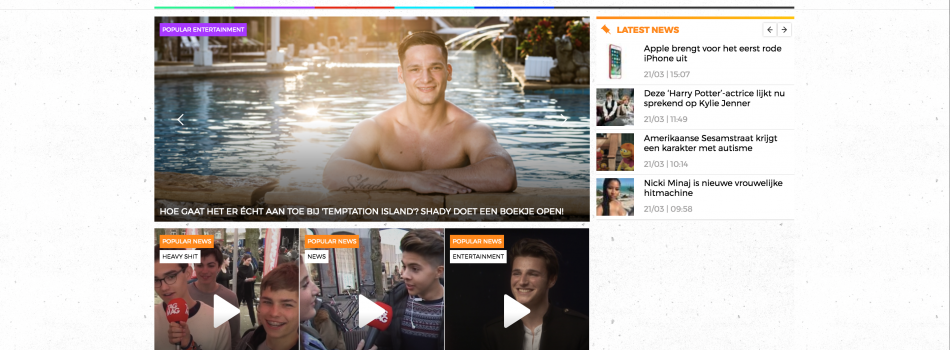 POPULAR ENTERTAINMENT
HOE GAAT HET ER ÉCHT AAN TOE BIJ 'TEMPTATION ISLAND'? SHADY DOET EEN BOEKJE OPEN!
LATEST NEWS
Apple brengt voor het eerst rode
iPhone uit
21/03 | 15:07
Deze 'Harry Potter'-actrice lijkt nu
sprekend op Kylie Jenner
21/03 | 11:49
Amerikaanse Sesamstraat krijgt
een karakter met autisme
21/03 | 10:14
Nicki Minaj is nieuwe vrouwelijke
hitmachine
21/03 | 09:58
POPULAR NEWS
HEAVY SHIT
POPULAR NEWS
NEWS
POPULAR NEWS
ENTERTAINMENT